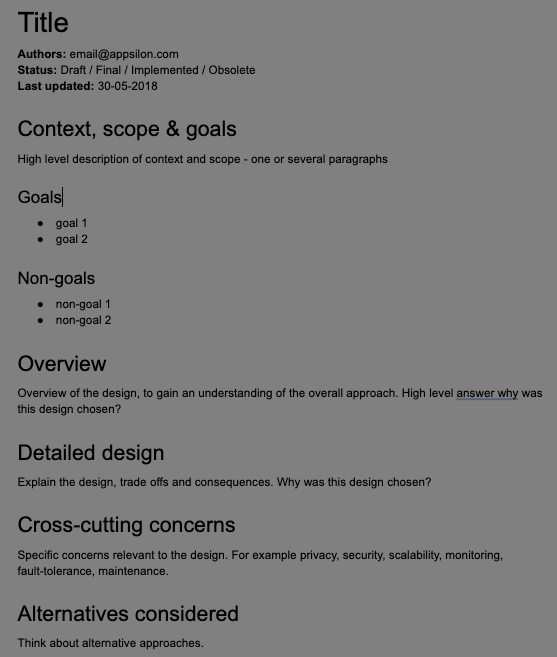 Title
Authors: email@appsilon.com
Status: Draft / Final / Implemented / Obsolete
Last updated: 30-05-2018
Context, scope & goals
High level description of context and scope - one or several paragraphs
Goals
● goal 1
● goal 2
Non-goals
● non-goal 1
● non-goal 2
Overview
Overview of the design, to gain an understanding of the overall approach. High level answer why was
this design chosen?
Detailed design
Explain the design, trade offs and consequences. Why was this design chosen?
Cross-cutting concerns
Specific concerns relevant to the design. For example privacy, security, scalability, monitoring,
fault-tolerance, maintenance.
Alternatives considered
Think about alternative approaches.